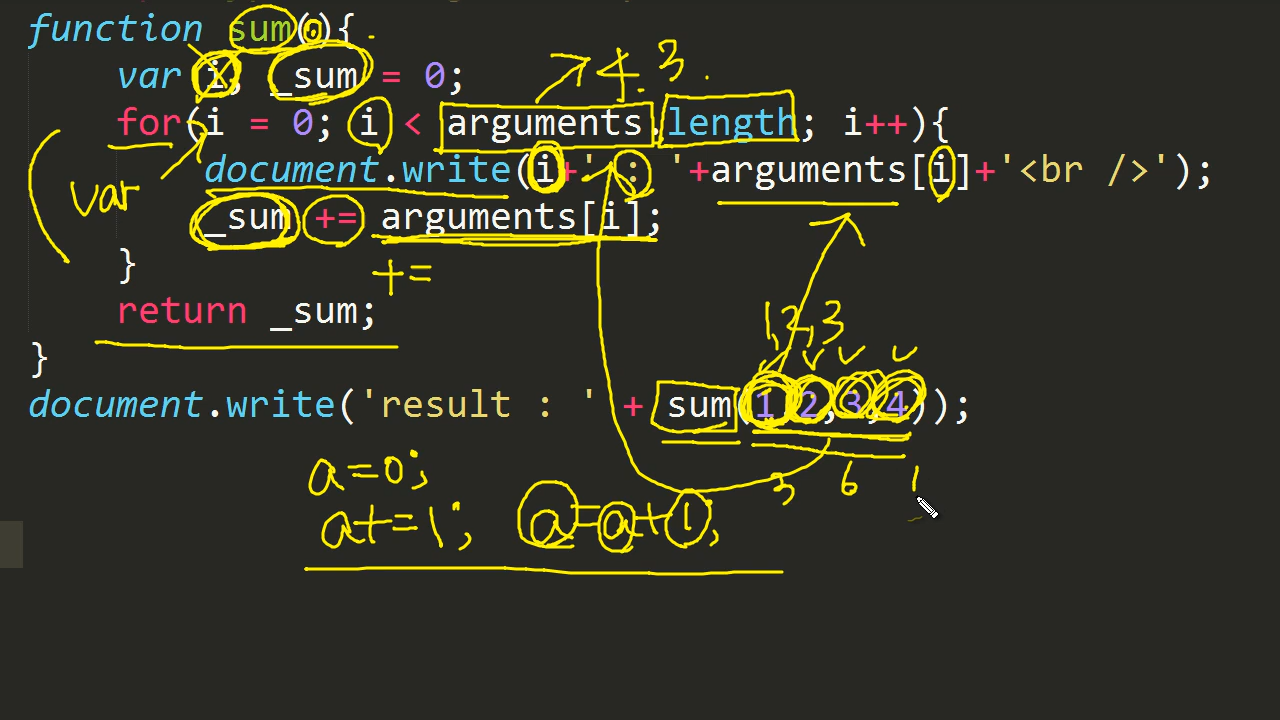 function sum(){
var i, _sum = 0;
4.3.
for(i = 0; i < arguments.length; i++){
document.write(i+' : '+arguments[i]+'<br />');
var
_sum += arguments[i];
+=
}
return _sum;
1,2,3
}
document.write('result : ' + sum(1,2,3,4));
a=0;
3 6 1
a+=1; a=a+1;